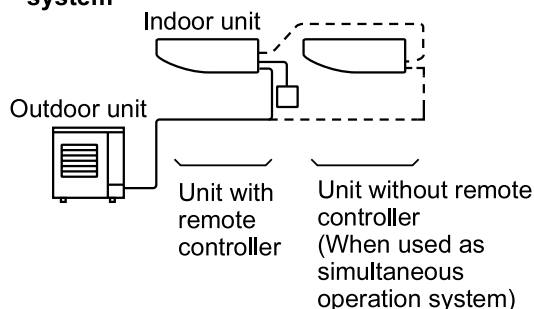 system
Indoor unit
Outdoor unit
Unit with
remote
controller
Unit without remote
controller
(When used as
simultaneous
operation system)